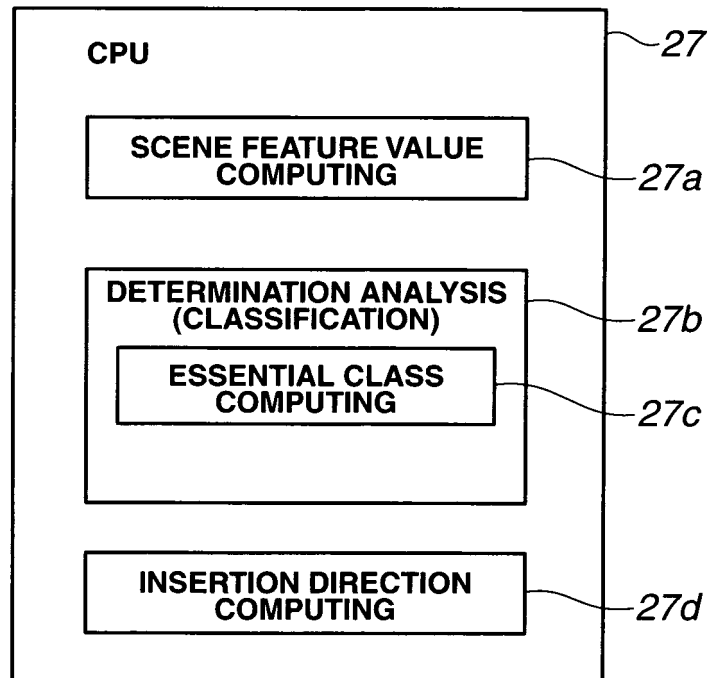 CPU
27
SCENE FEATURE VALUE
COMPUTING
27a
DETERMINATION ANALYSIS
(CLASSIFICATION)
27b
ESSENTIAL CLASS
COMPUTING
27c
INSERTION DIRECTION
COMPUTING
27d